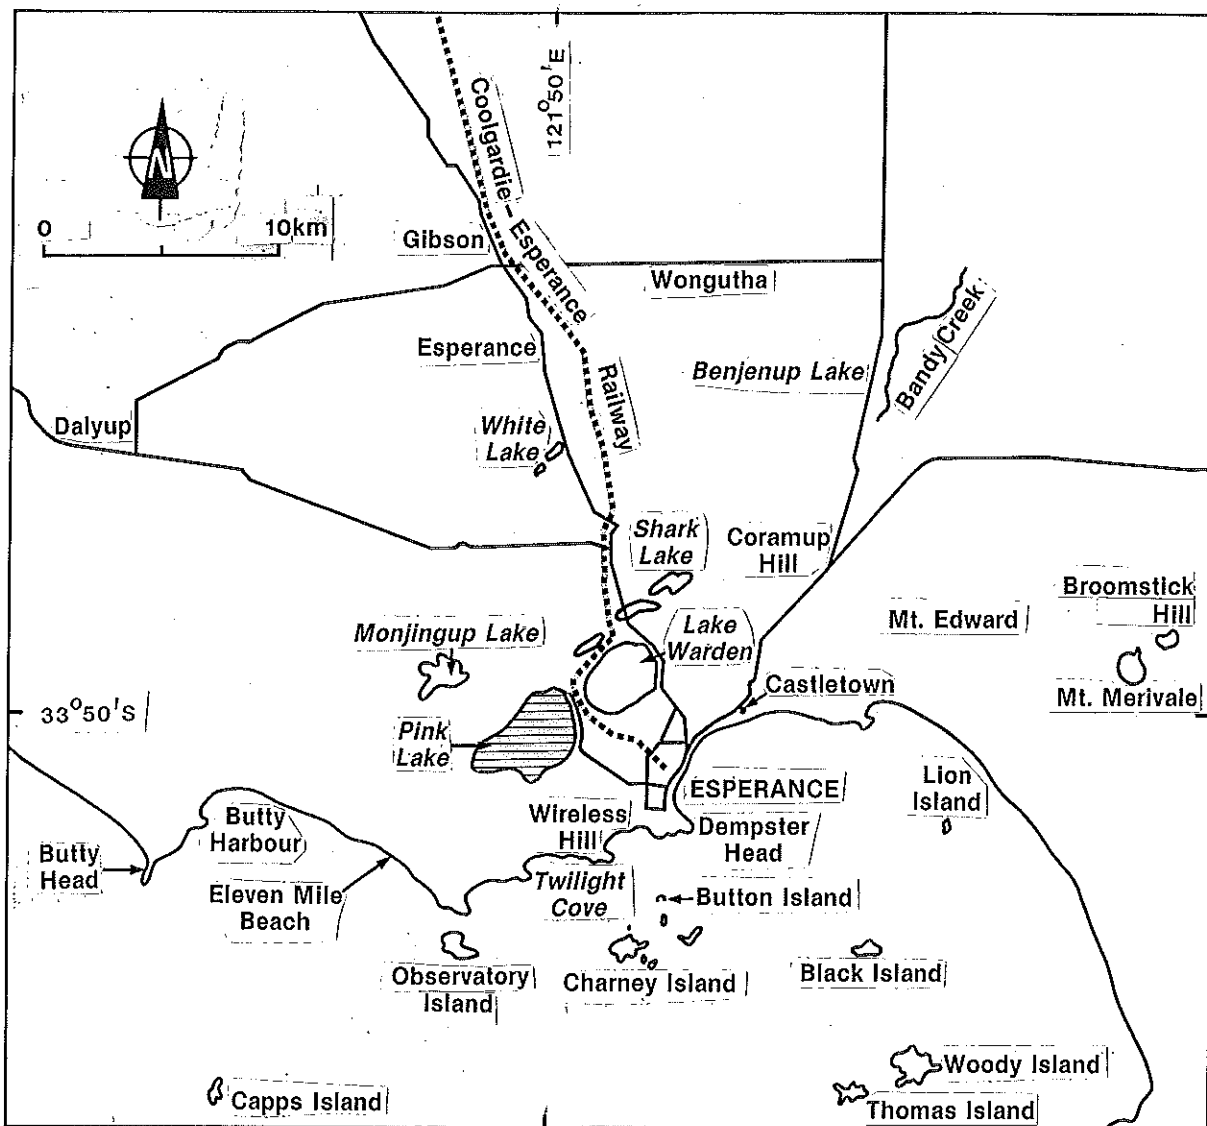 121°50'E
N
0 10km
Coolgardie – Esperance Railway
Gibson
Wongutha
Bandy Creek
Esperance
Benjenup Lake
Dalyup
White
Lake
Shark
Lake
Coramup
Hill
Broomstick
Hill
Mt. Edward
Monjingup Lake
Lake
Warden
Castletown
Mt. Merivale
33°50'S
Pink
Lake
ESPERANCE
Lion
Island
Wireless
Hill
Dempster
Head
Butty
Harbour
Butty
Head
Eleven Mile
Beach
Twilight
Cove
Button Island
Observatory
Island
Charney Island
Black Island
Woody Island
Capps Island
Thomas Island